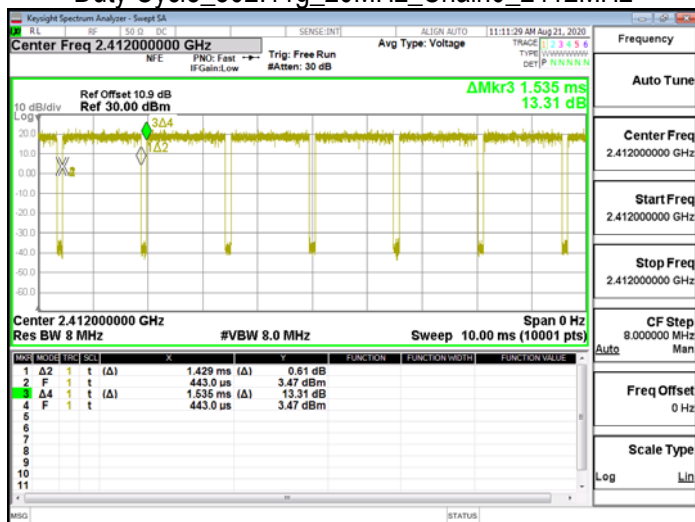 Keysight Spectrum Analyzer - Swept SA
RL RF 50 Ω DC SENSE:INT ALIGN AUTO 11:11:29 AM Aug 21, 2020
Center Freq 2.412000000 GHz
NFE
PNO: Fast
IFGain:Low
Trig: Free Run
#Atten: 30 dB
Avg Type: Voltage
TRACE 1 2 3 4 5 6
TYPE WWWWWW
DET P N N N N N
Ref Offset 10.9 dB
Ref 30.00 dBm
10 dB/div
Log
ΔMkr3 1.535 ms
13.31 dB
3Δ4
1Δ2
20.0
10.0
0.00
-10.0
-20.0
-30.0
-40.0
-50.0
-60.0
Center 2.412000000 GHz Span 0 Hz
Res BW 8 MHz #VBW 8.0 MHz Sweep 10.00 ms (10001 pts)
MKR MODE TRC SCL X Y FUNCTION FUNCTION WIDTH FUNCTION VALUE
1 Δ2 1 t (Δ) 1.429 ms (Δ) 0.61 dB
2 F 1 t 443.0 µs 3.47 dBm
3 Δ4 1 t (Δ) 1.535 ms (Δ) 13.31 dB
4 F 1 t 443.0 µs 3.47 dBm
5
6
7
8
9
10
11
MSG STATUS
Frequency
Auto Tune
Center Freq
2.412000000 GHz
Start Freq
2.412000000 GHz
Stop Freq
2.412000000 GHz
CF Step
8.000000 MHz
Auto Man
Freq Offset
0 Hz
Scale Type
Log Lin